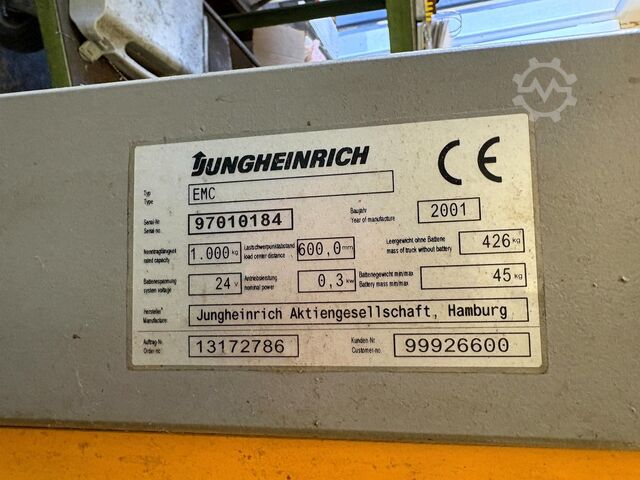 JUNGHEINRICH CE
Typ EMC
Type
Serial-Nr. 97010184 Baujahr 2001
Serial-no. Year of manufacture
Nenntragfähigkeit 1.000 kg Lastschwerpunktabstand 600,0 mm Leergewicht ohne Batterie 426 kg
rated capacity load center distance mass of truck without battery
Batteriespannung 24 V Antriebsleistung 0,3 kw Batteriegewicht min/max 45 kg
system voltage nominal power Battery mass min/max
Hersteller Jungheinrich Aktiengesellschaft, Hamburg
Manufacturer
Auftrag-Nr. 13172786 Kunden-Nr. 99926600
Order-no. Customer-no.